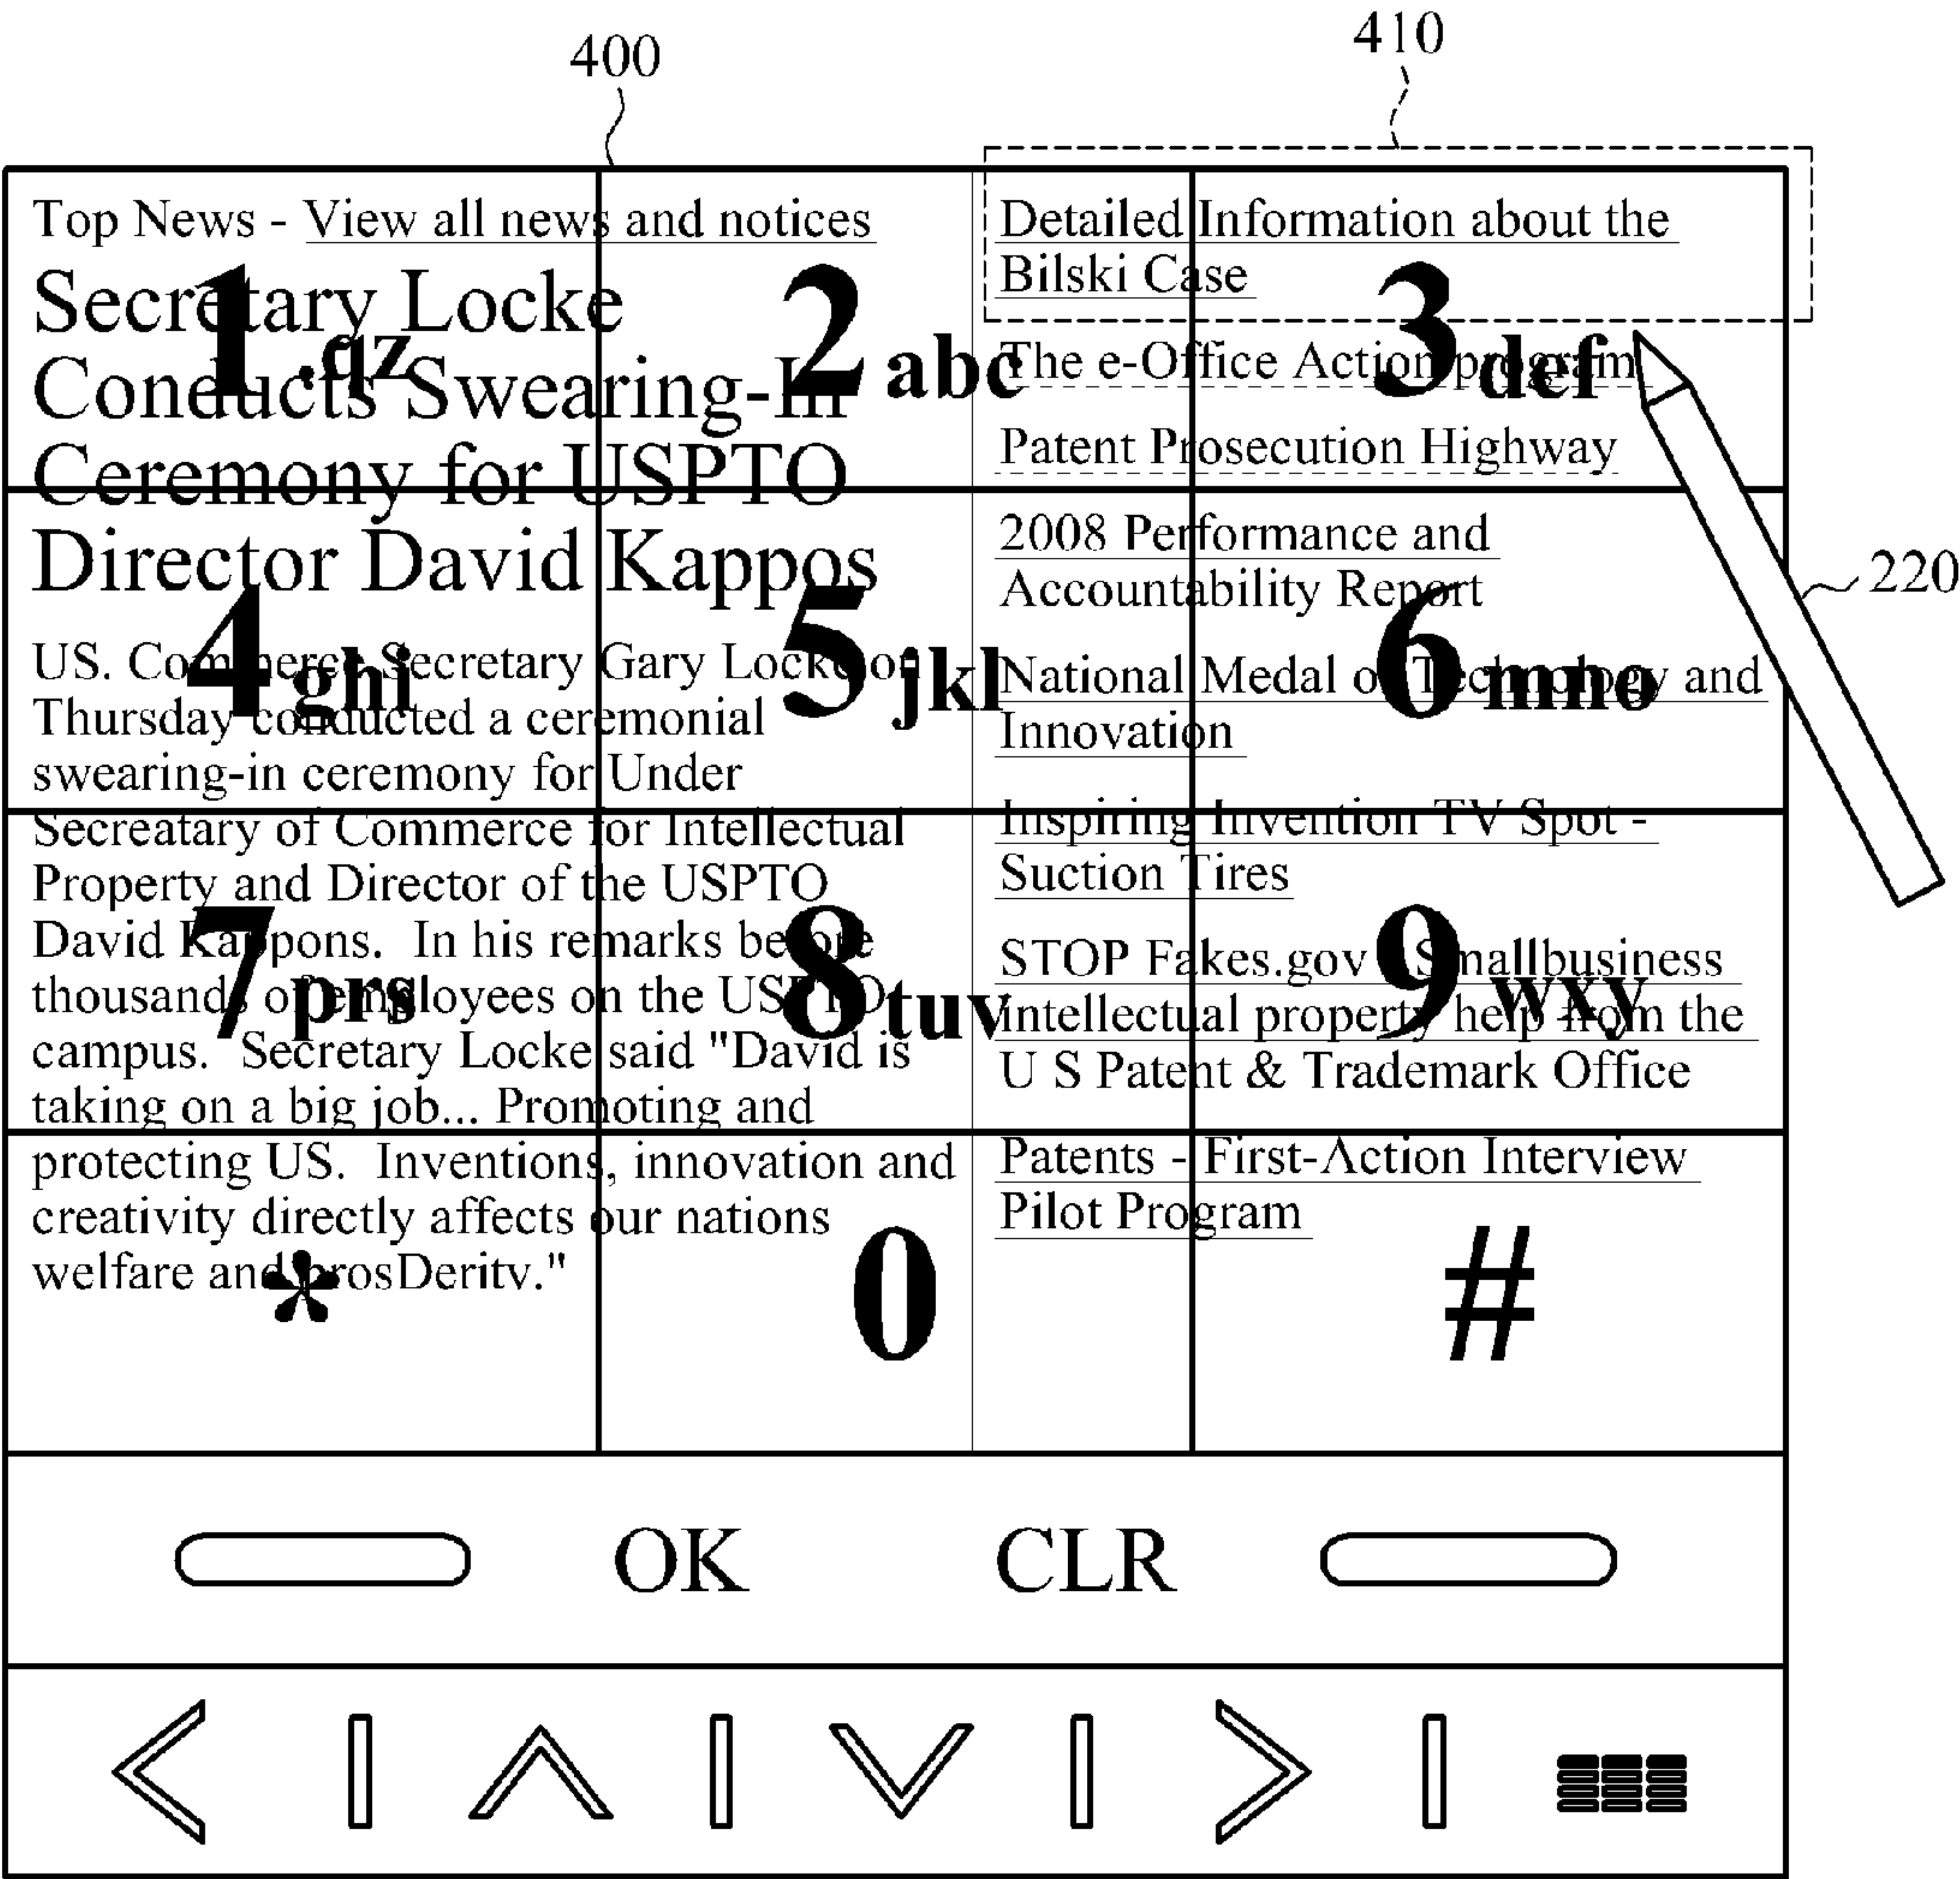 400
410
Top News - View all news and notices
Secretary Locke
Conducts Swearing-In
Ceremony for USPTO
Director David Kappos
US. Commerce Secretary Gary Locke on
Thursday conducted a ceremonial
swearing-in ceremony for Under
Secreatary of Commerce for Intellectual
Property and Director of the USPTO
David Kappons. In his remarks before
thousands of employees on the USPTO
campus. Secretary Locke said "David is
taking on a big job... Promoting and
protecting US. Inventions, innovation and
creativity directly affects our nations
welfare and prosDeritv."
Detailed Information about the
Bilski Case
The e-Office Action program
Patent Prosecution Highway
2008 Performance and
Accountability Report
National Medal of Technology and
Innovation
Inspiring Invention TV Spot -
Suction Tires
STOP Fakes.gov - Smallbusiness
intellectual property help from the
U S Patent & Trademark Office
Patents - First-Action Interview
Pilot Program
220
1 .qz
2 abc
3 def
4 ghi
5 jkl
6 mno
7 prs
8 tuv
9 wxy
*
0
#
OK
CLR